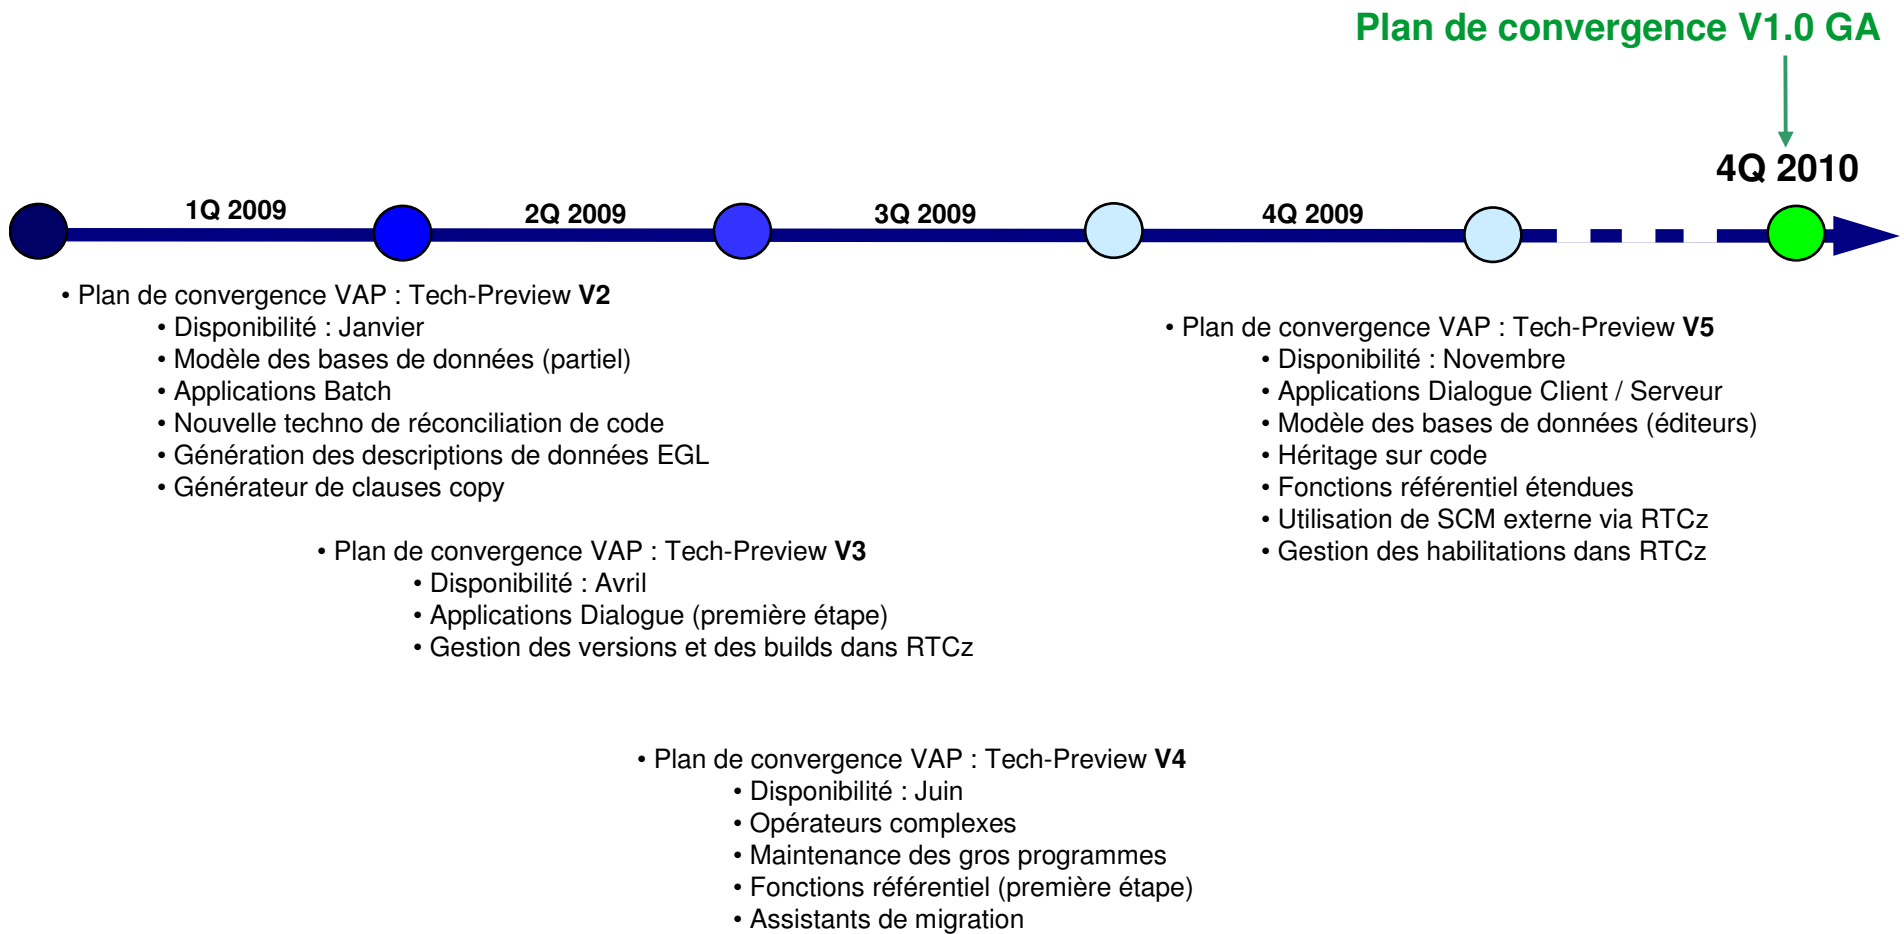 Plan de convergence V1.0 GA
4Q 2010
1Q 2009
2Q 2009
3Q 2009
4Q 2009
• Plan de convergence VAP : Tech-Preview V2
• Disponibilité : Janvier
• Modèle des bases de données (partiel)
• Applications Batch
• Nouvelle techno de réconciliation de code
• Génération des descriptions de données EGL
• Générateur de clauses copy
• Plan de convergence VAP : Tech-Preview V3
• Disponibilité : Avril
• Applications Dialogue (première étape)
• Gestion des versions et des builds dans RTCz
• Plan de convergence VAP : Tech-Preview V4
• Disponibilité : Juin
• Opérateurs complexes
• Maintenance des gros programmes
• Fonctions référentiel (première étape)
• Assistants de migration
• Plan de convergence VAP : Tech-Preview V5
• Disponibilité : Novembre
• Applications Dialogue Client / Serveur
• Modèle des bases de données (éditeurs)
• Héritage sur code
• Fonctions référentiel étendues
• Utilisation de SCM externe via RTCz
• Gestion des habilitations dans RTCz